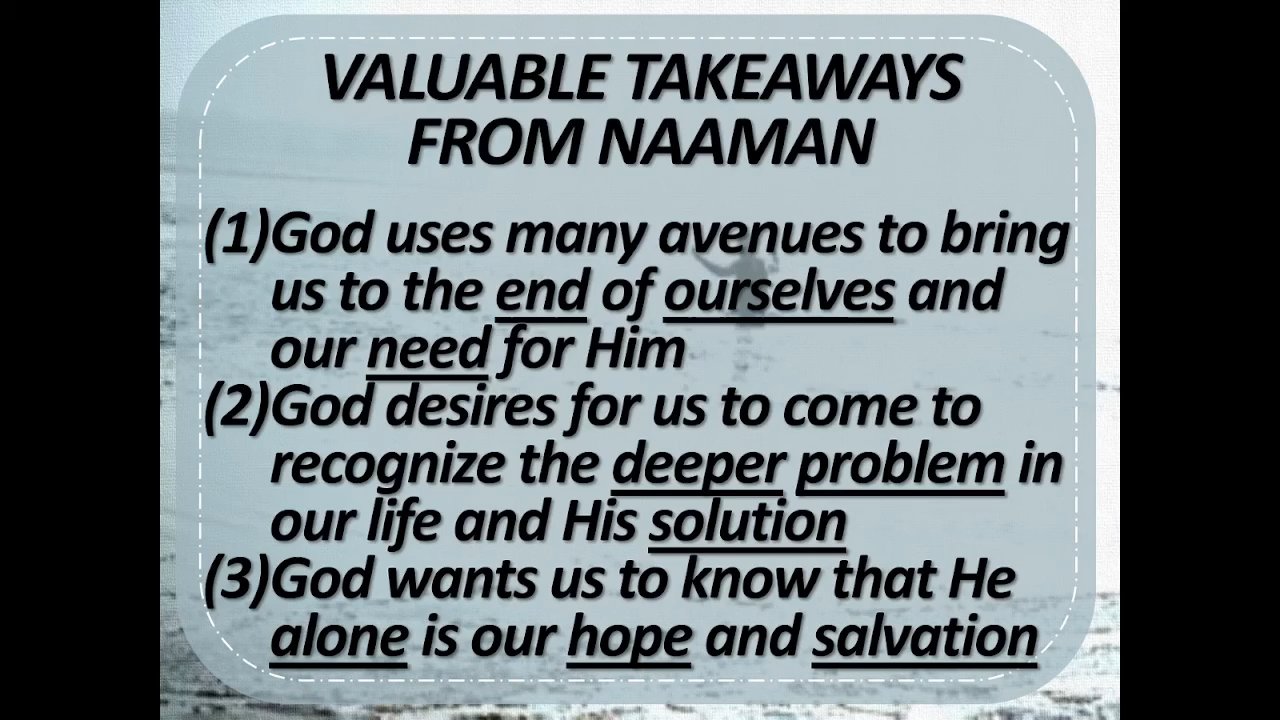 VALUABLE TAKEAWAYS
FROM NAAMAN
(1)God uses many avenues to bring
us to the end of ourselves and
our need for Him
(2)God desires for us to come to
recognize the deeper problem in
our life and His solution
(3)God wants us to know that He
alone is our hope and salvation